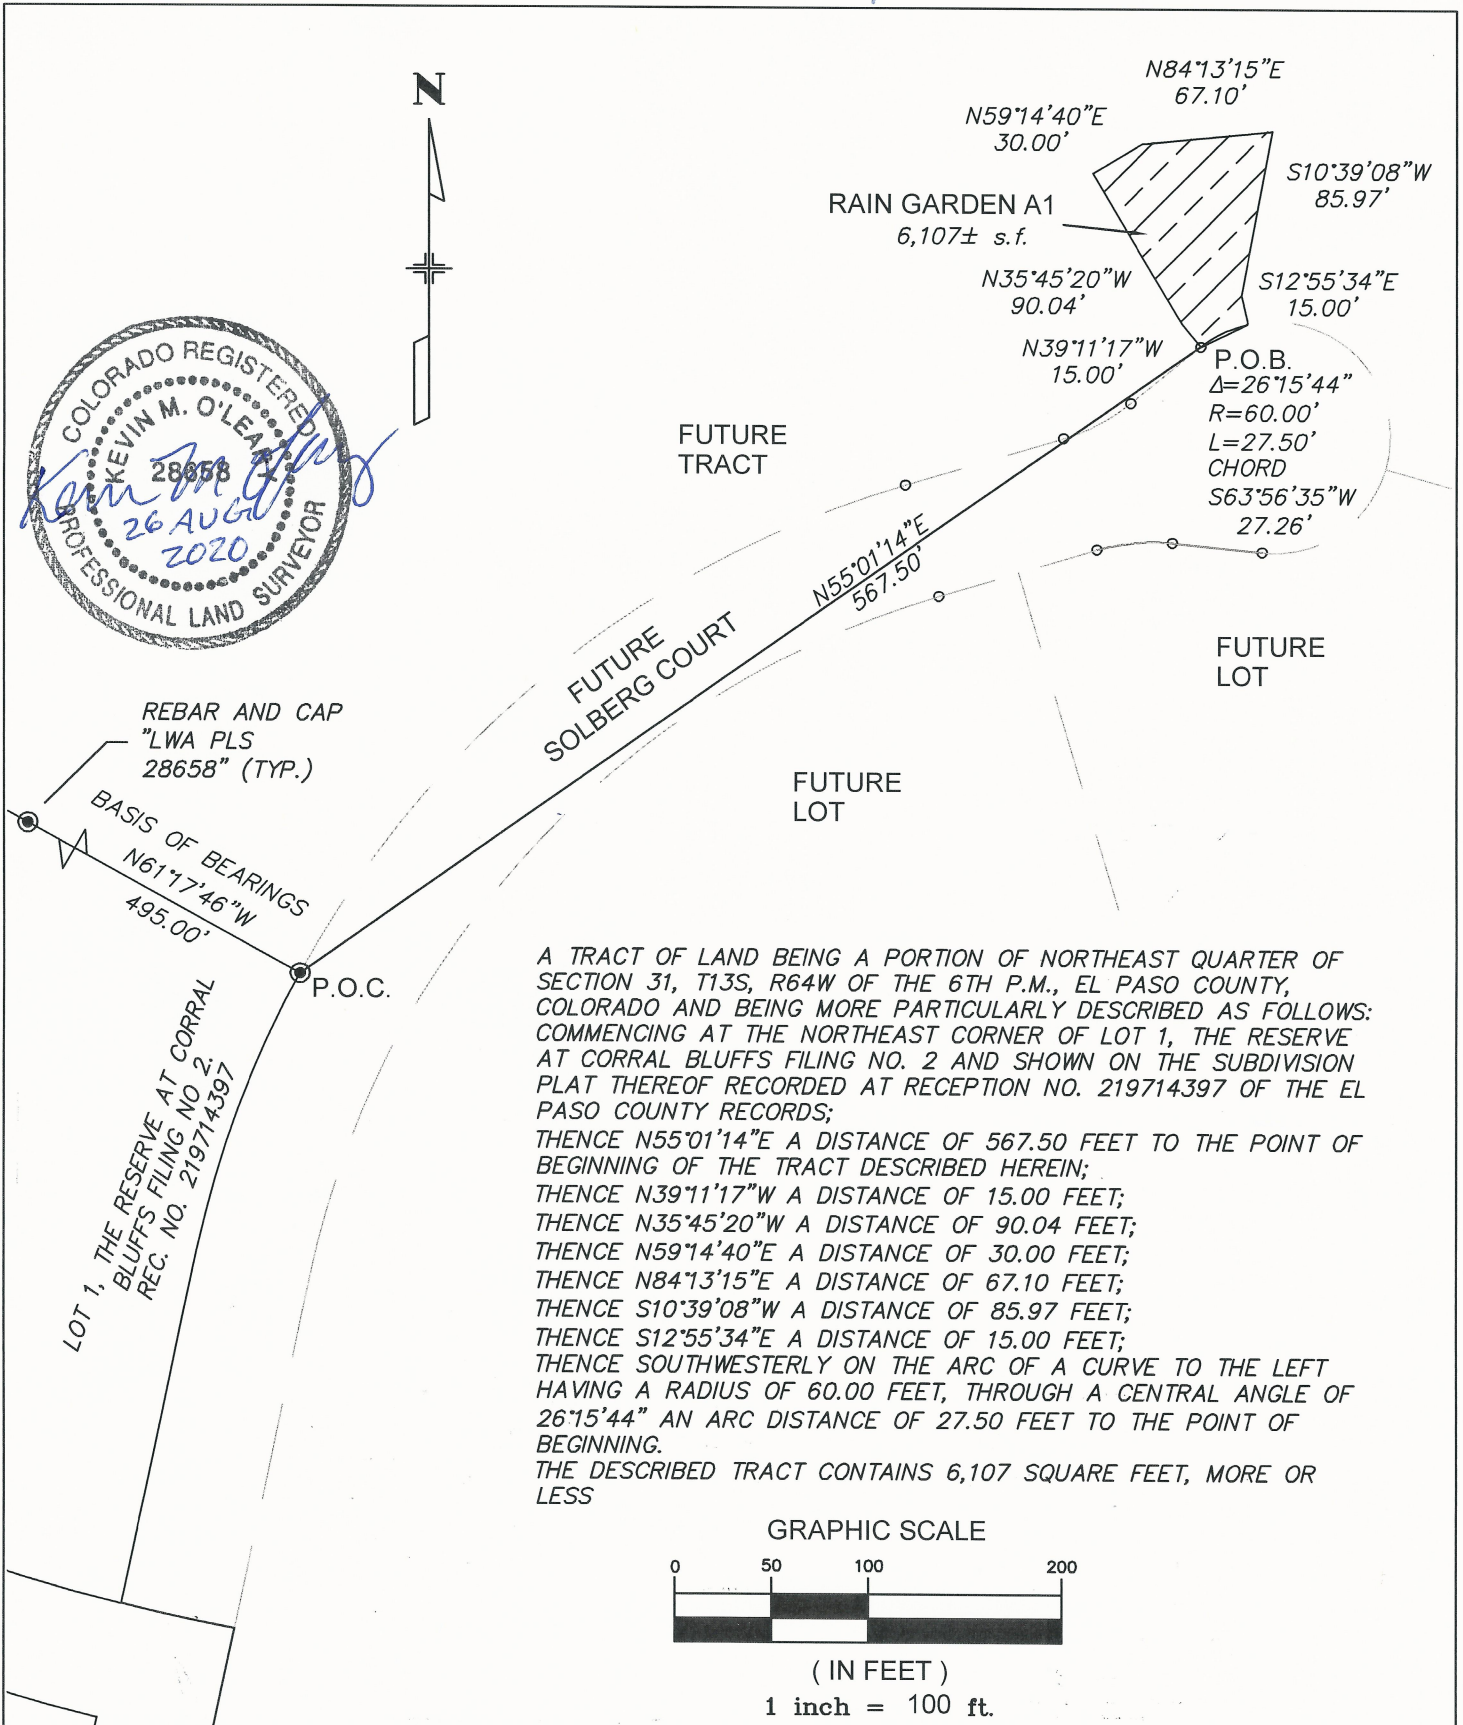 N
N84°13'15"E
67.10'
N59°14'40"E
30.00'
S10°39'08"W
85.97'
RAIN GARDEN A1
6,107± s.f.
N35°45'20"W
90.04'
S12°55'34"E
15.00'
N39°11'17"W
15.00'
P.O.B.
Δ=26°15'44"
R=60.00'
L=27.50'
CHORD
S63°56'35"W
27.26'
COLORADO REGISTERED
KEVIN M. O'LEARY
28658
26 AUG
2020
PROFESSIONAL LAND SURVEYOR
FUTURE
TRACT
N55°01'14"E
567.50'
FUTURE
SOLBERG COURT
FUTURE
LOT
REBAR AND CAP
"LWA PLS
28658" (TYP.)
FUTURE
LOT
BASIS OF BEARINGS
N61°17'46"W
495.00'
P.O.C.
LOT 1, THE RESERVE AT CORRAL
BLUFFS FILING NO 2.
REC. NO. 219714397
A TRACT OF LAND BEING A PORTION OF NORTHEAST QUARTER OF
SECTION 31, T13S, R64W OF THE 6TH P.M., EL PASO COUNTY,
COLORADO AND BEING MORE PARTICULARLY DESCRIBED AS FOLLOWS:
COMMENCING AT THE NORTHEAST CORNER OF LOT 1, THE RESERVE
AT CORRAL BLUFFS FILING NO. 2 AND SHOWN ON THE SUBDIVISION
PLAT THEREOF RECORDED AT RECEPTION NO. 219714397 OF THE EL
PASO COUNTY RECORDS;
THENCE N55°01'14"E A DISTANCE OF 567.50 FEET TO THE POINT OF
BEGINNING OF THE TRACT DESCRIBED HEREIN;
THENCE N39°11'17"W A DISTANCE OF 15.00 FEET;
THENCE N35°45'20"W A DISTANCE OF 90.04 FEET;
THENCE N59°14'40"E A DISTANCE OF 30.00 FEET;
THENCE N84°13'15"E A DISTANCE OF 67.10 FEET;
THENCE S10°39'08"W A DISTANCE OF 85.97 FEET;
THENCE S12°55'34"E A DISTANCE OF 15.00 FEET;
THENCE SOUTHWESTERLY ON THE ARC OF A CURVE TO THE LEFT
HAVING A RADIUS OF 60.00 FEET, THROUGH A CENTRAL ANGLE OF
26°15'44" AN ARC DISTANCE OF 27.50 FEET TO THE POINT OF
BEGINNING.
THE DESCRIBED TRACT CONTAINS 6,107 SQUARE FEET, MORE OR
LESS
GRAPHIC SCALE
0 50 100 200
( IN FEET )
1 inch = 100 ft.